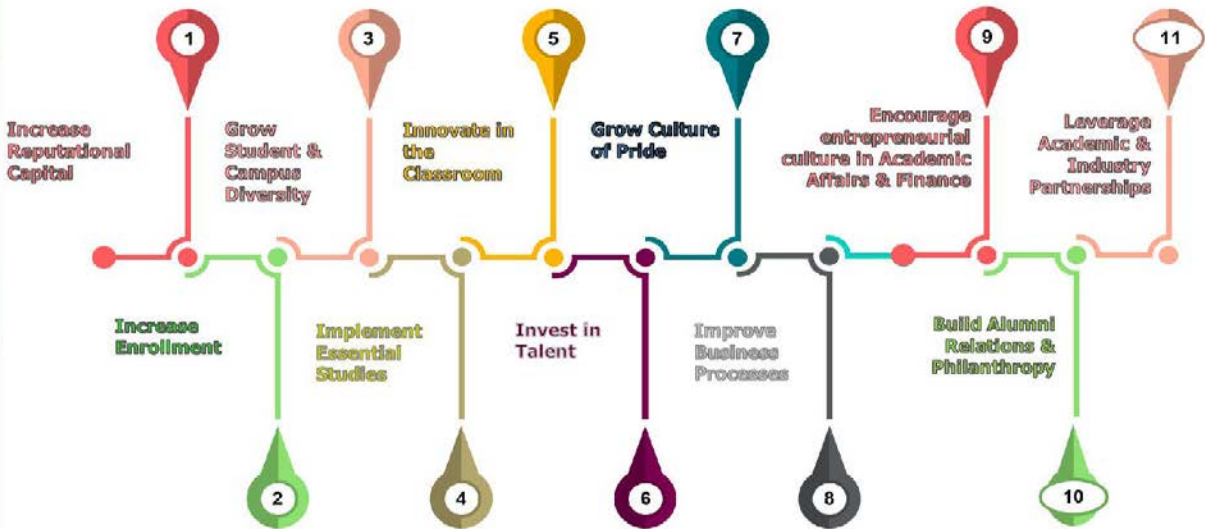 1
3
5
7
9
11
Increase
Reputational
Capital
Grow
Student &
Campus
Diversity
Innovate in
the
Classroom
Grow Culture
of Pride
Encourage
entrepreneurial
culture in Academic
Affairs & Finance
Leverage
Academic &
Industry
Partnerships
Increase
Enrollment
Implement
Essential
Studies
Invest in
Talent
Improve
Business
Processes
Build Alumni
Relations &
Philanthropy
2
4
6
8
10